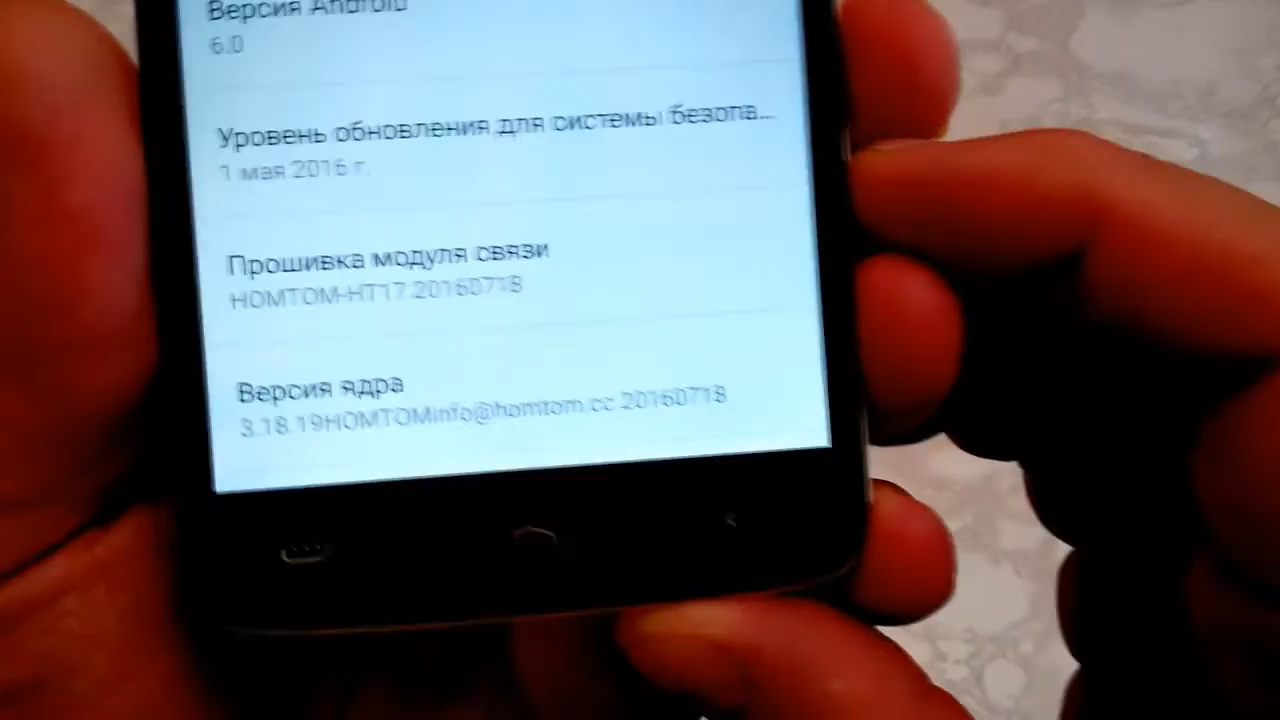 Версия Android
6.0
Уровень обновления для системы безопа...
1 мая 2016 г.
Прошивка модуля связи
HOMTOM-HT17.20160718
Версия ядра
3.18.19HOMTOMinfo@homtom.cc.20160718